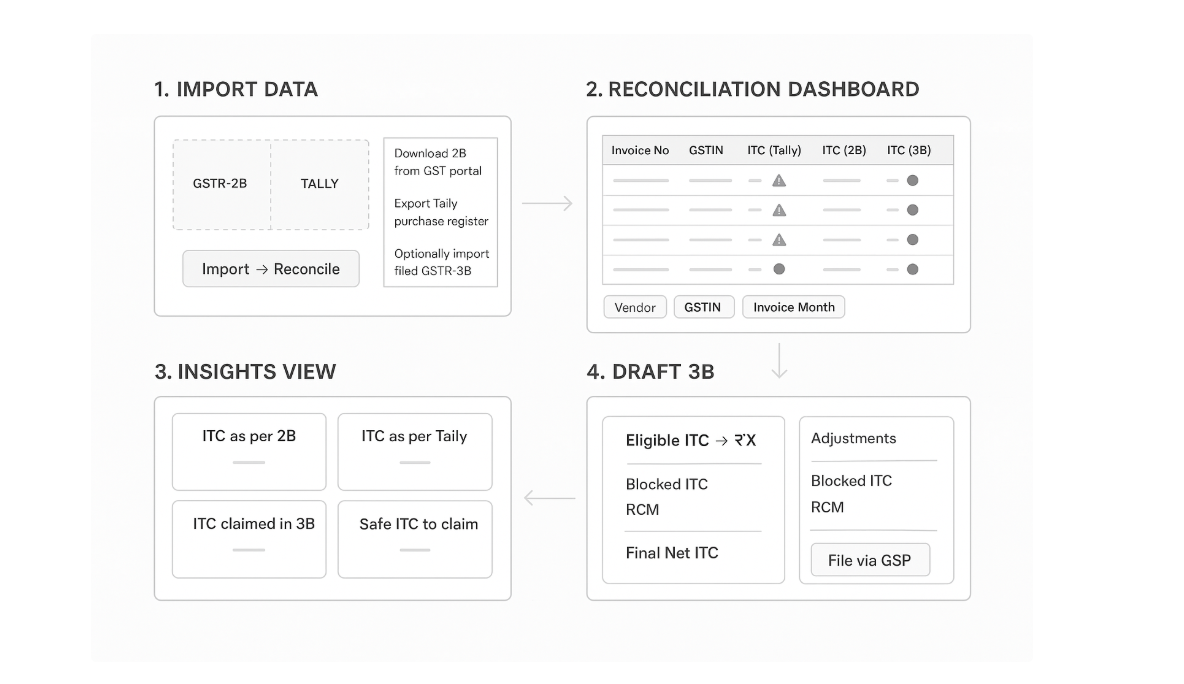 1. IMPORT DATA
GSTR-2B
TALLY
Import → Reconcile
Download 2B
from GST portal
Export Taily
purchase register
Optionally import
filed GSTR-3B
2. RECONCILIATION DASHBOARD
Invoice No GSTIN ITC (Tally) ITC (2B) ITC (3B)
Vendor GSTIN Invoice Month
3. INSIGHTS VIEW
ITC as per 2B
ITC as per Taily
ITC claimed in 3B
Safe ITC to claim
4. DRAFT 3B
Eligible ITC →
Blocked ITC
RCM
Final Net ITC
Adjustments
Blocked ITC
RCM
File via GSP